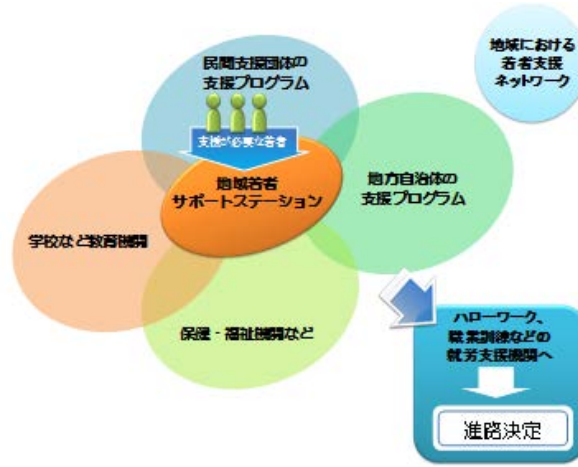 地域における
若者支援
ネットワーク
民間支援団体の
支援プログラム
支援が必要な若者
地域若者
サポートステーション
地方自治体の
支援プログラム
学校など教育機関
保健・福祉機関など
ハローワーク、
職業訓練などの
就労支援機関へ
進路決定